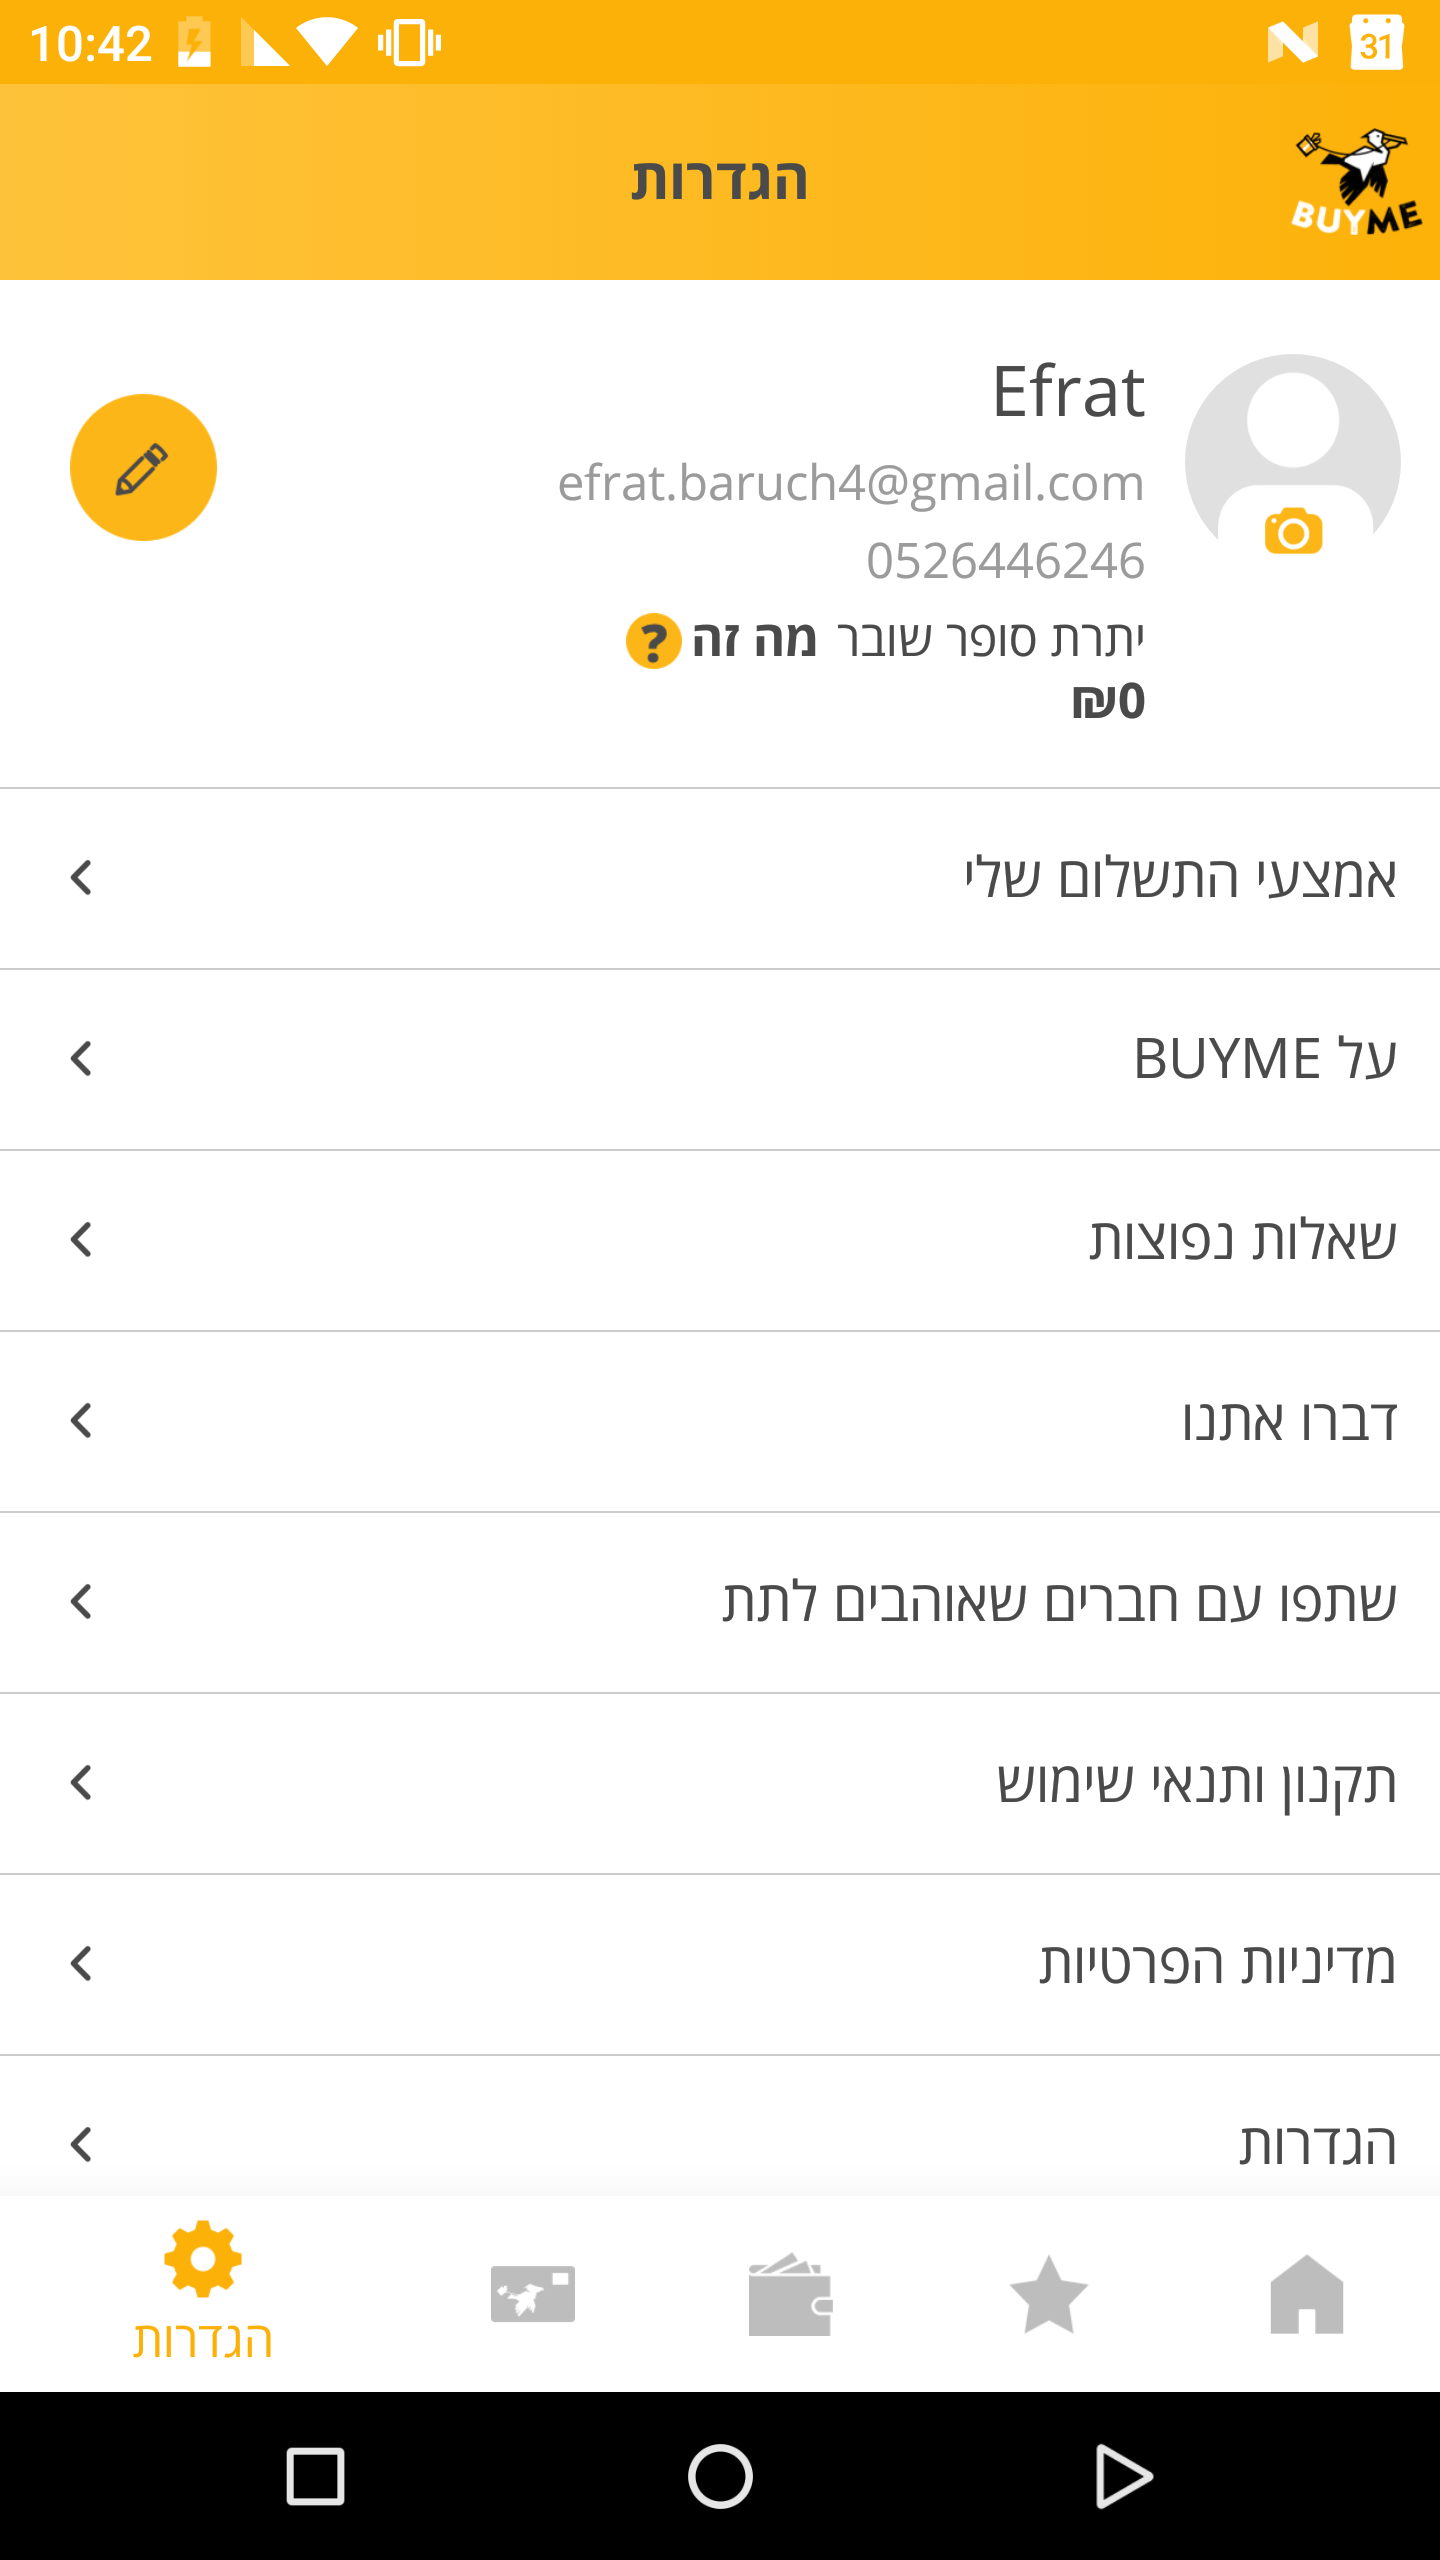 10:42
31
הגדרות
BUYME
Efrat
efrat.baruch4@gmail.com
0526446246
יתרת סופר שובר מה זה ?
₪0
אמצעי התשלום שלי
על BUYME
שאלות נפוצות
דברו אתנו
שתפו עם חברים שאוהבים לתת
תקנון ותנאי שימוש
מדיניות הפרטיות
הגדרות
הגדרות